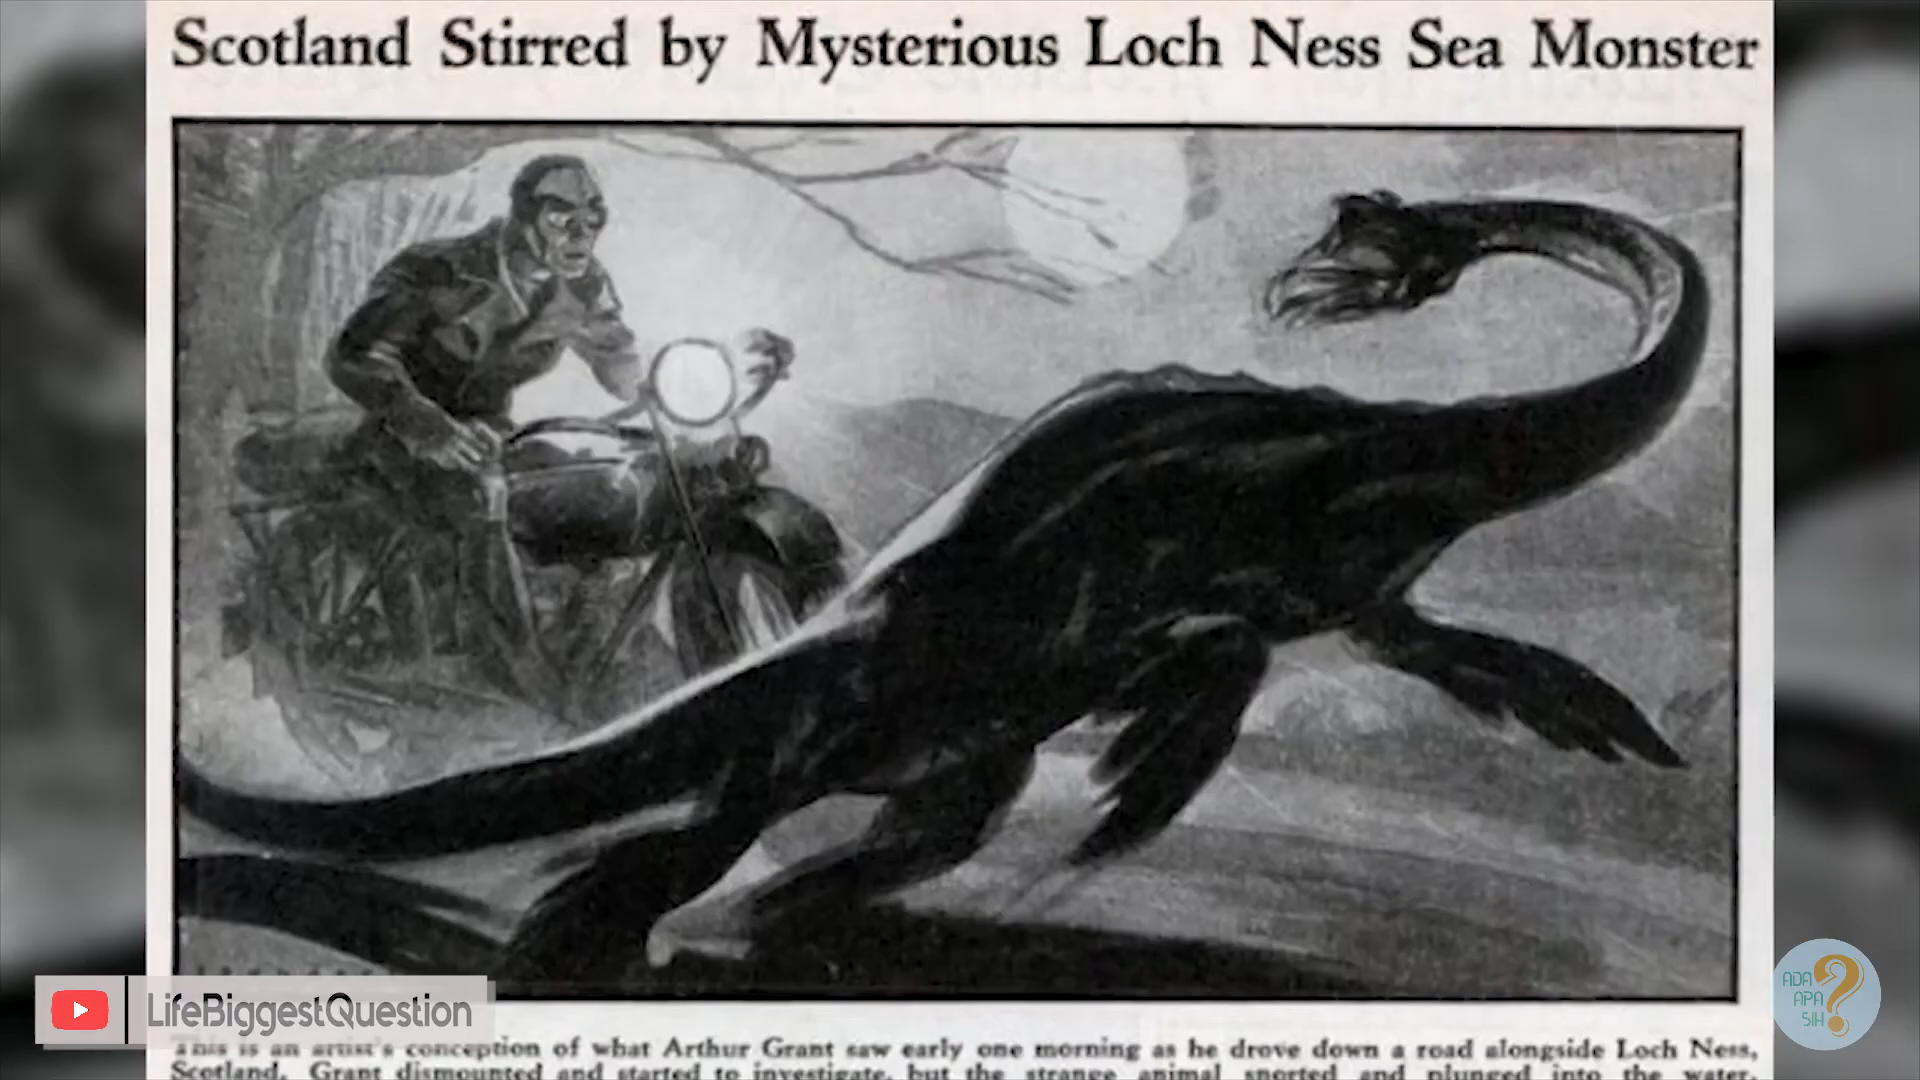 Scotland Stirred by Mysterious Loch Ness Sea Monster
LifeBiggestQuestion
ADA
APA
SIH
This is an artist's conception of what Arthur Grant saw early one morning as he drove down a road alongside Loch Ness,
Scotland. Grant dismounted and started to investigate, but the strange animal snorted and plunged into the water.